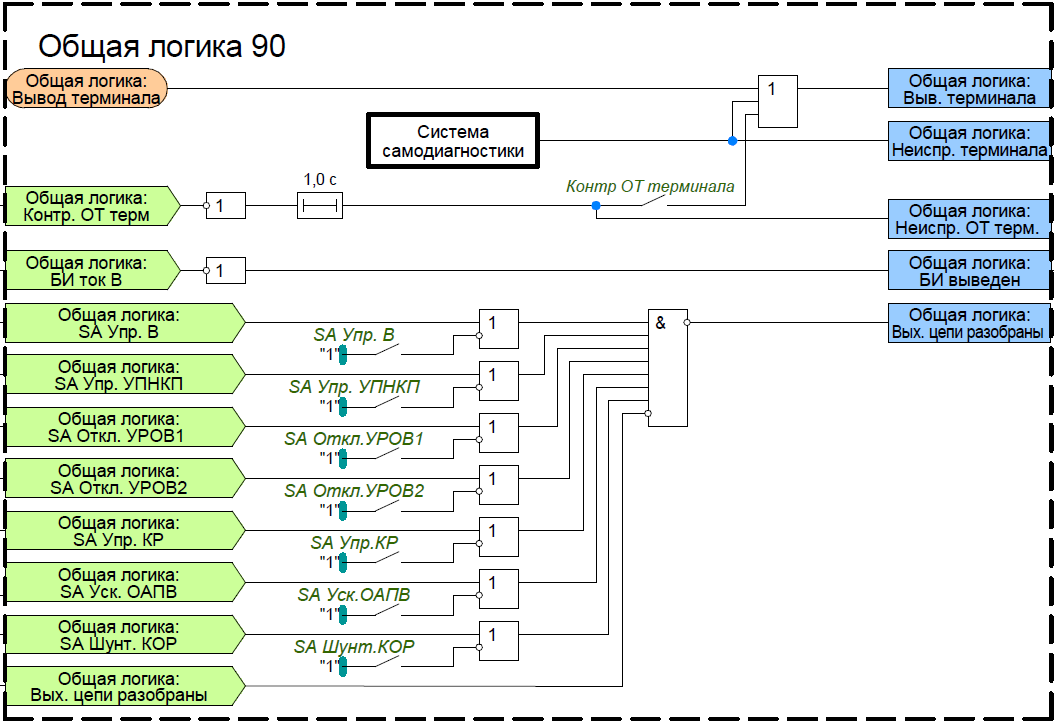 Общая логика 90
Общая логика:
Вывод терминала
1
Общая логика:
Выв. терминала
Система
самодиагностики
Общая логика:
Неиспр. терминала
1,0 с
Контр ОТ терминала
Общая логика:
Контр. ОТ терм
1
Общая логика:
Неиспр. ОТ терм.
Общая логика:
БИ ток В
1
Общая логика:
БИ выведен
Общая логика:
SA Упр. В
SA Упр. В
"1"
1
&
Общая логика:
Вых. цепи разобраны
Общая логика:
SA Упр. УПНКП
SA Упр. УПНКП
"1"
1
Общая логика:
SA Откл. УРОВ1
SA Откл.УРОВ1
"1"
1
Общая логика:
SA Откл. УРОВ2
SA Откл.УРОВ2
"1"
1
Общая логика:
SA Упр. КР
SA Упр.КР
"1"
1
Общая логика:
SA Уск. ОАПВ
SA Уск.ОАПВ
"1"
1
Общая логика:
SA Шунт. КОР
SA Шунт.КОР
"1"
1
Общая логика:
Вых. цепи разобраны